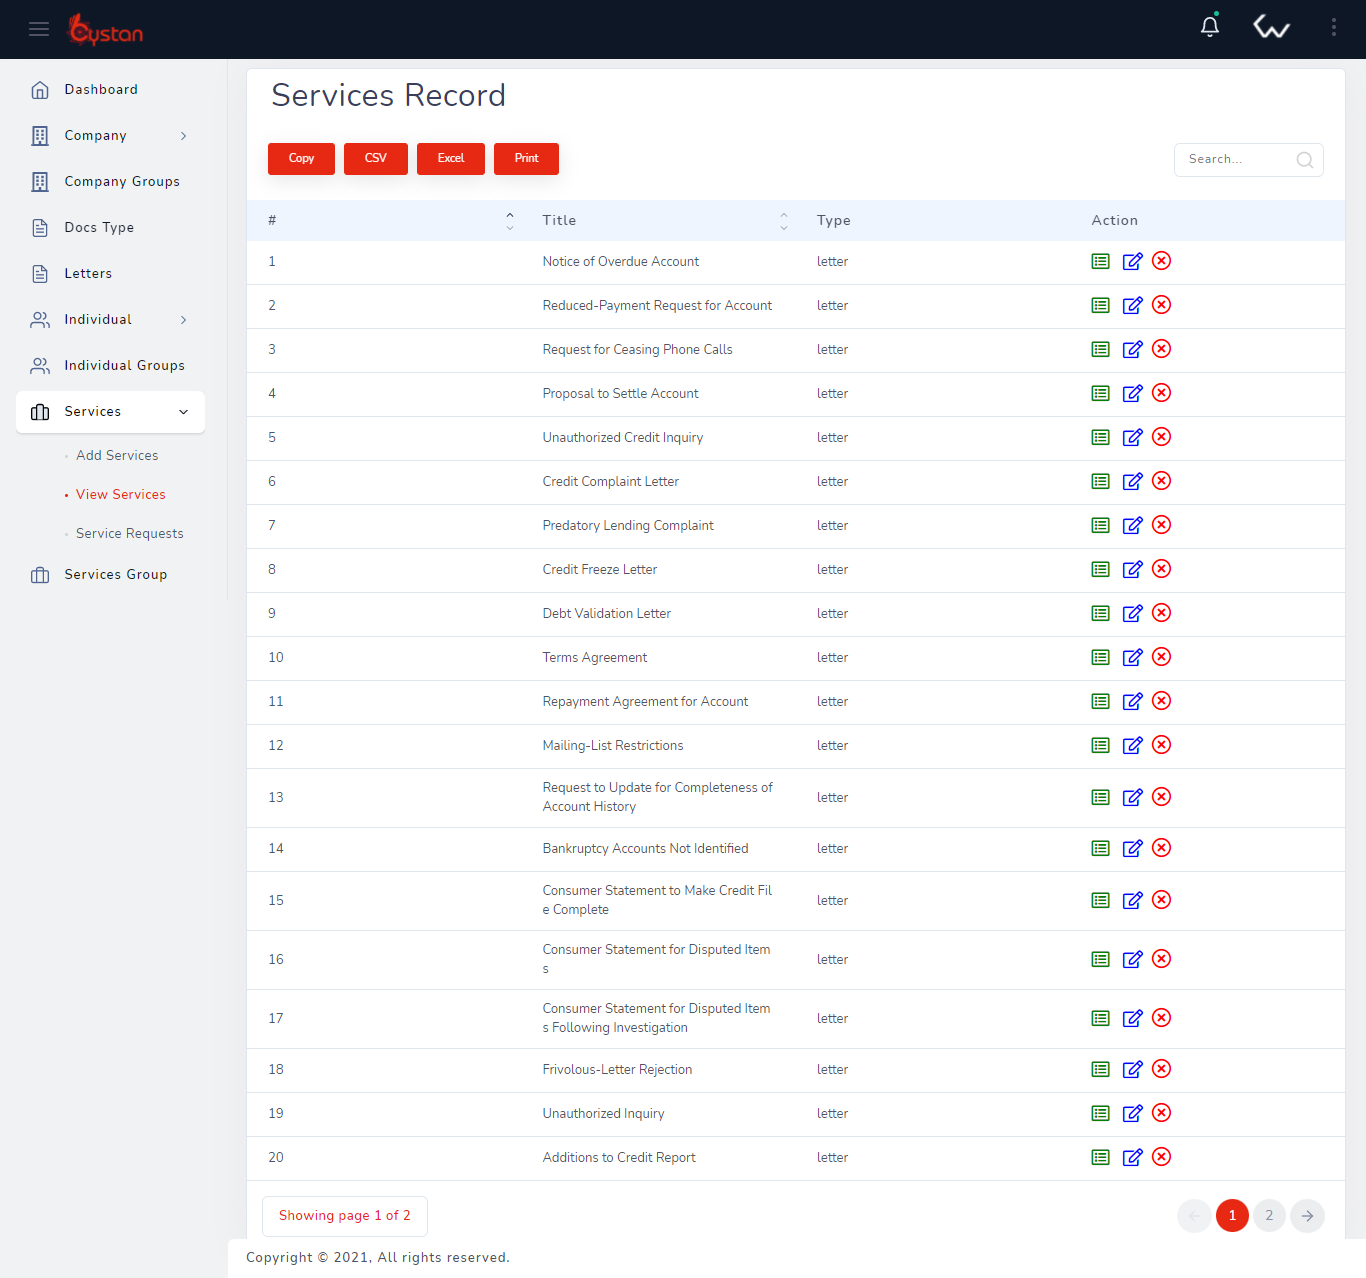 bystan
Dashboard
Company
Company Groups
Docs Type
Letters
Individual
Individual Groups
Services
Add Services
View Services
Service Requests
Services Group
Services Record
Copy CSV Excel Print Search...
# Title Type Action
1 Notice of Overdue Account letter
2 Reduced-Payment Request for Account letter
3 Request for Ceasing Phone Calls letter
4 Proposal to Settle Account letter
5 Unauthorized Credit Inquiry letter
6 Credit Complaint Letter letter
7 Predatory Lending Complaint letter
8 Credit Freeze Letter letter
9 Debt Validation Letter letter
10 Terms Agreement letter
11 Repayment Agreement for Account letter
12 Mailing-List Restrictions letter
13 Request to Update for Completeness of letter
Account History
14 Bankruptcy Accounts Not Identified letter
15 Consumer Statement to Make Credit Fil letter
e Complete
16 Consumer Statement for Disputed Item letter
s
17 Consumer Statement for Disputed Item letter
s Following Investigation
18 Frivolous-Letter Rejection letter
19 Unauthorized Inquiry letter
20 Additions to Credit Report letter
Showing page 1 of 2 1 2
Copyright © 2021, All rights reserved.